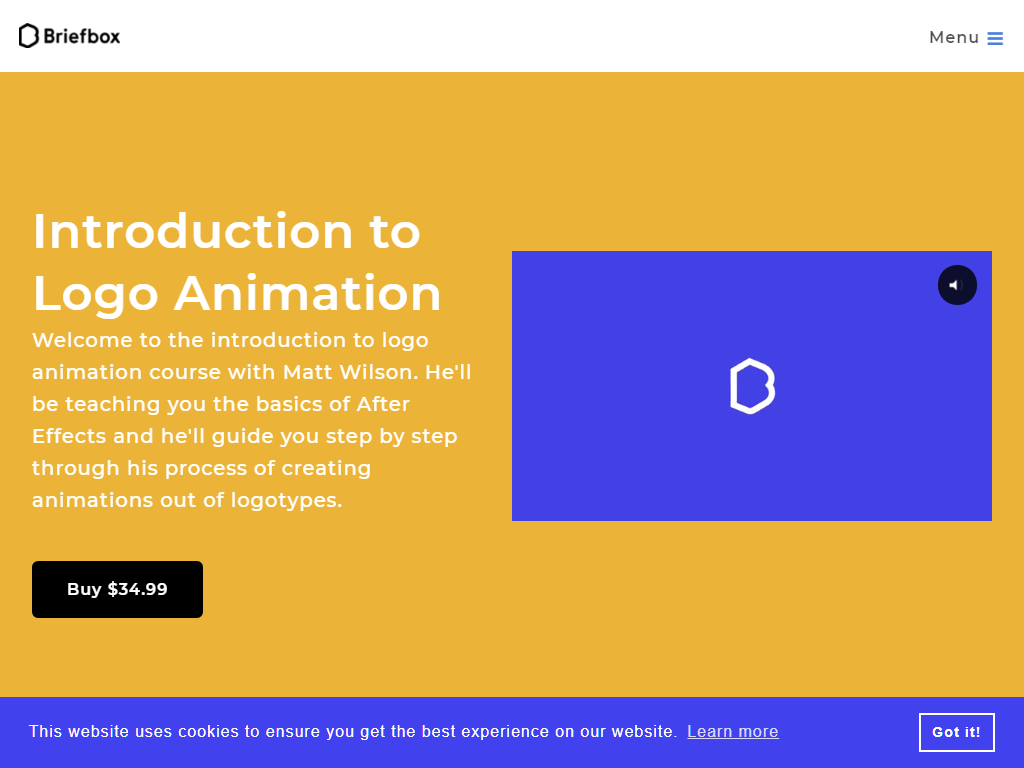 Briefbox
Menu
Introduction to
Logo Animation
Welcome to the introduction to logo
animation course with Matt Wilson. He'll
be teaching you the basics of After
Effects and he'll guide you step by step
through his process of creating
animations out of logotypes.
Buy $34.99
This website uses cookies to ensure you get the best experience on our website. Learn more
Got it!